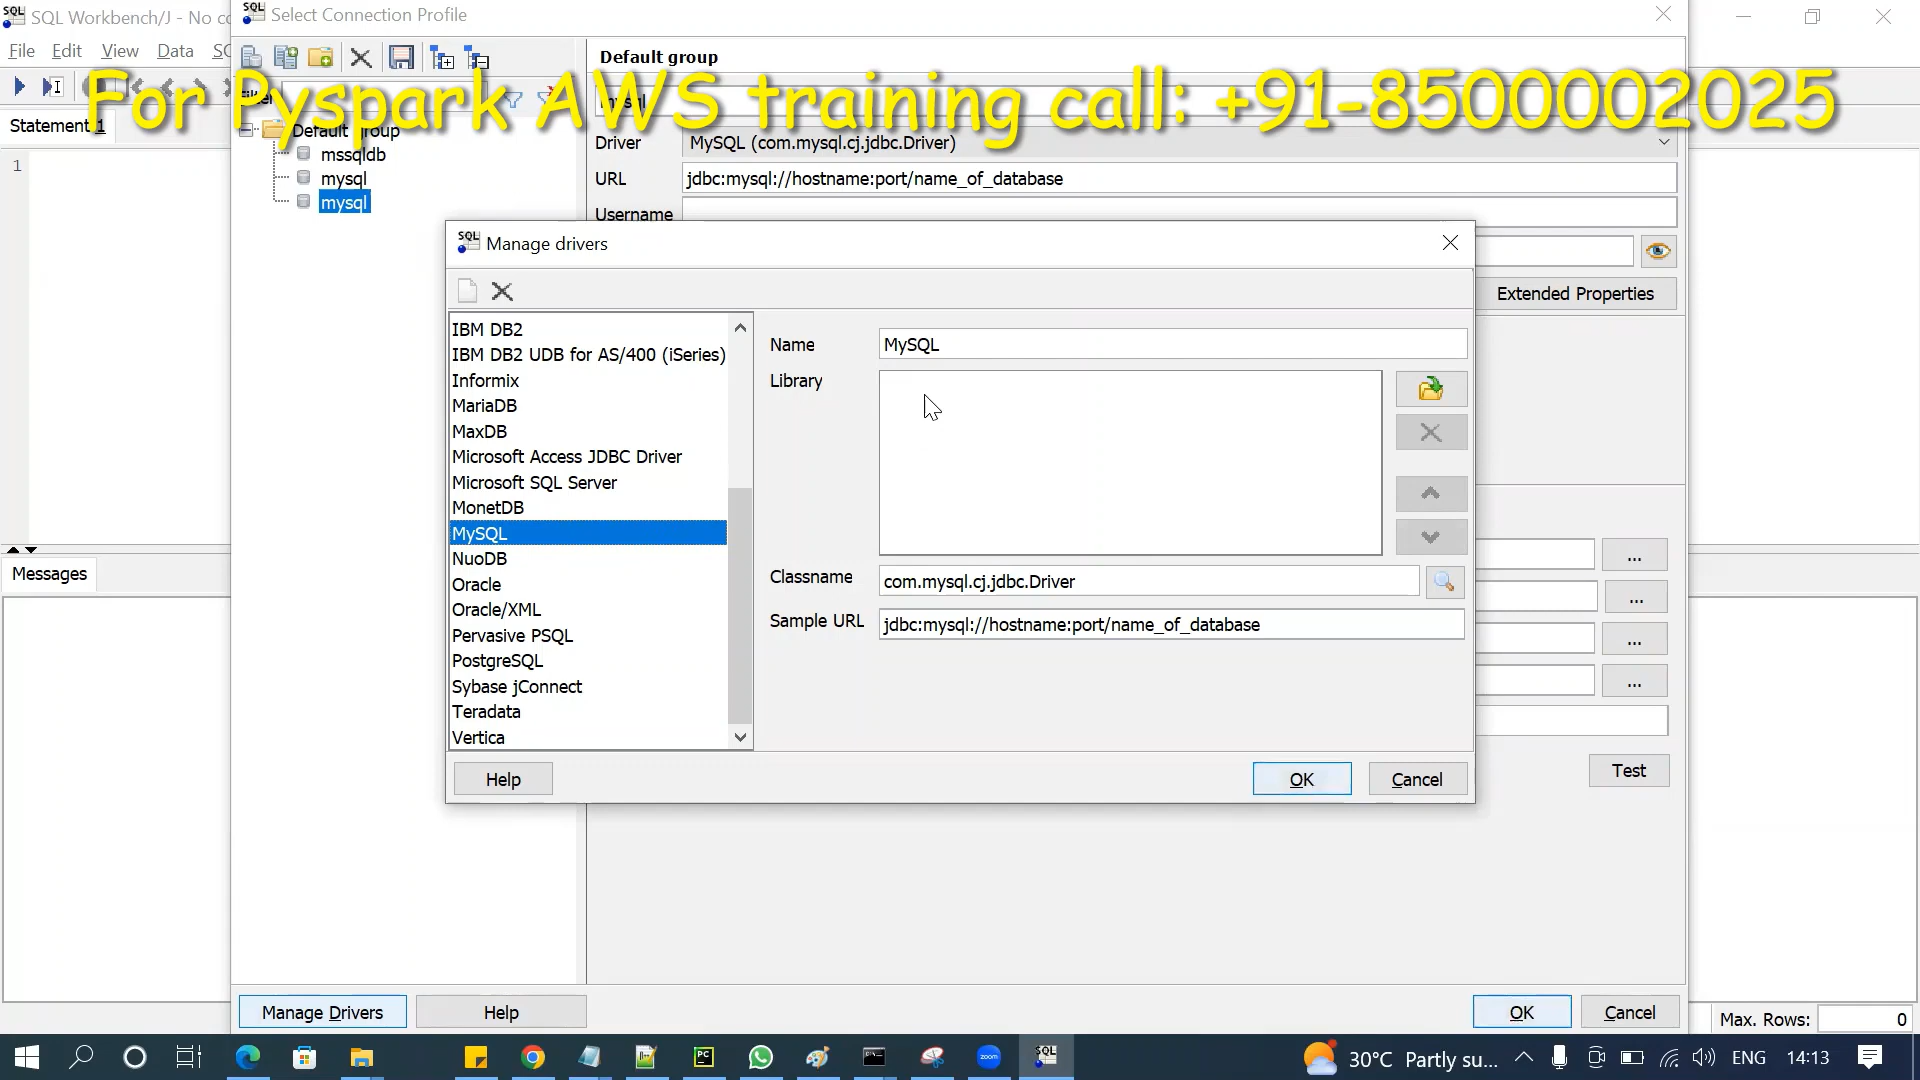 SQL Workbench/J - No co
Select Connection Profile
File Edit View Data SQ
Default group
For Pyspark AWS training call: +91-8500002025
Filter
mysql
Statement 1
Default group
Driver
MySQL (com.mysql.cj.jdbc.Driver)
mssqldb
1
mysql
URL
jdbc:mysql://hostname:port/name_of_database
mysql
Username
Manage drivers
Extended Properties
IBM DB2
IBM DB2 UDB for AS/400 (iSeries)
Informix
MariaDB
MaxDB
Microsoft Access JDBC Driver
Microsoft SQL Server
MonetDB
MySQL
NuoDB
Oracle
Oracle/XML
Pervasive PSQL
PostgreSQL
Sybase jConnect
Teradata
Vertica
Name
MySQL
Library
Classname
com.mysql.cj.jdbc.Driver
Sample URL
jdbc:mysql://hostname:port/name_of_database
Messages
...
...
...
...
Help
OK
Cancel
Test
Manage Drivers
Help
OK
Cancel
Max. Rows:
0
30°C Partly su...
ENG
14:13